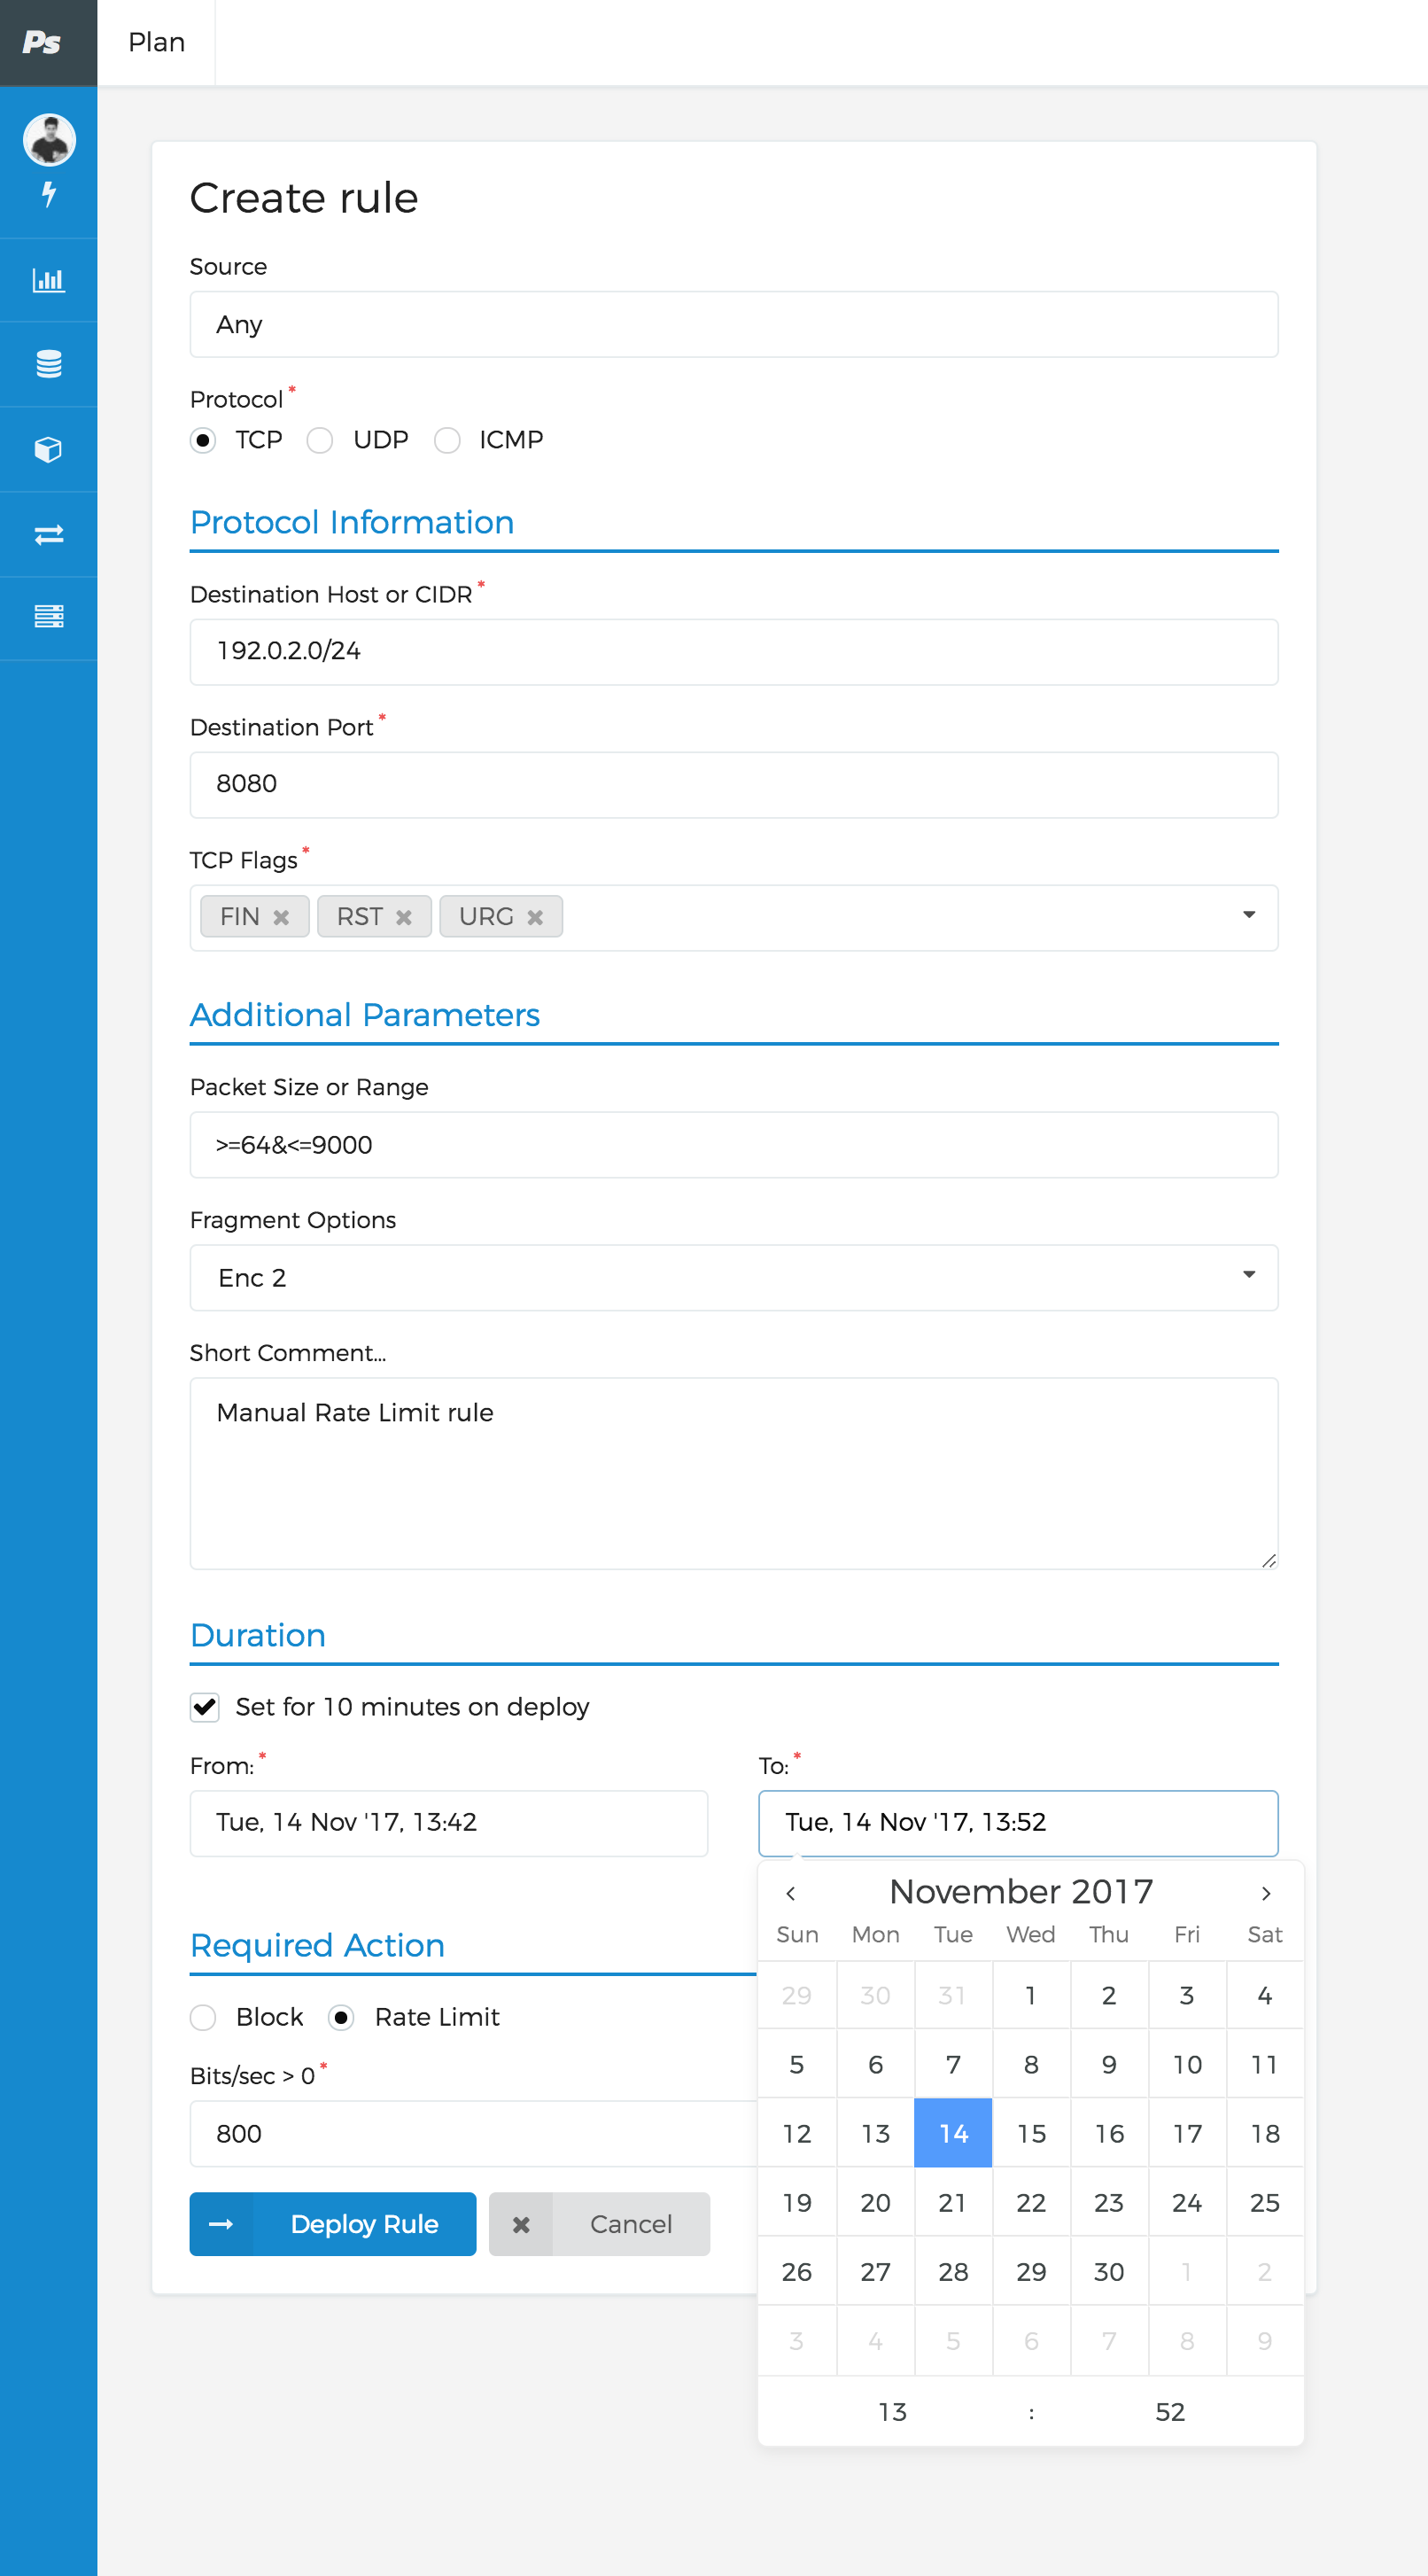 Ps Plan
Create rule
Source
Any
Protocol *
TCP UDP ICMP
Protocol Information
Destination Host or CIDR *
192.0.2.0/24
Destination Port *
8080
TCP Flags *
FIN RST URG
Additional Parameters
Packet Size or Range
>=64&<=9000
Fragment Options
Enc 2
Short Comment...
Manual Rate Limit rule
Duration
Set for 10 minutes on deploy
From: * To: *
Tue, 14 Nov '17, 13:42 Tue, 14 Nov '17, 13:52
Required Action
Block Rate Limit
Bits/sec > 0 *
800
Deploy Rule Cancel
November 2017
Sun Mon Tue Wed Thu Fri Sat
29 30 31 1 2 3 4
5 6 7 8 9 10 11
12 13 14 15 16 17 18
19 20 21 22 23 24 25
26 27 28 29 30 1 2
3 4 5 6 7 8 9
13 : 52